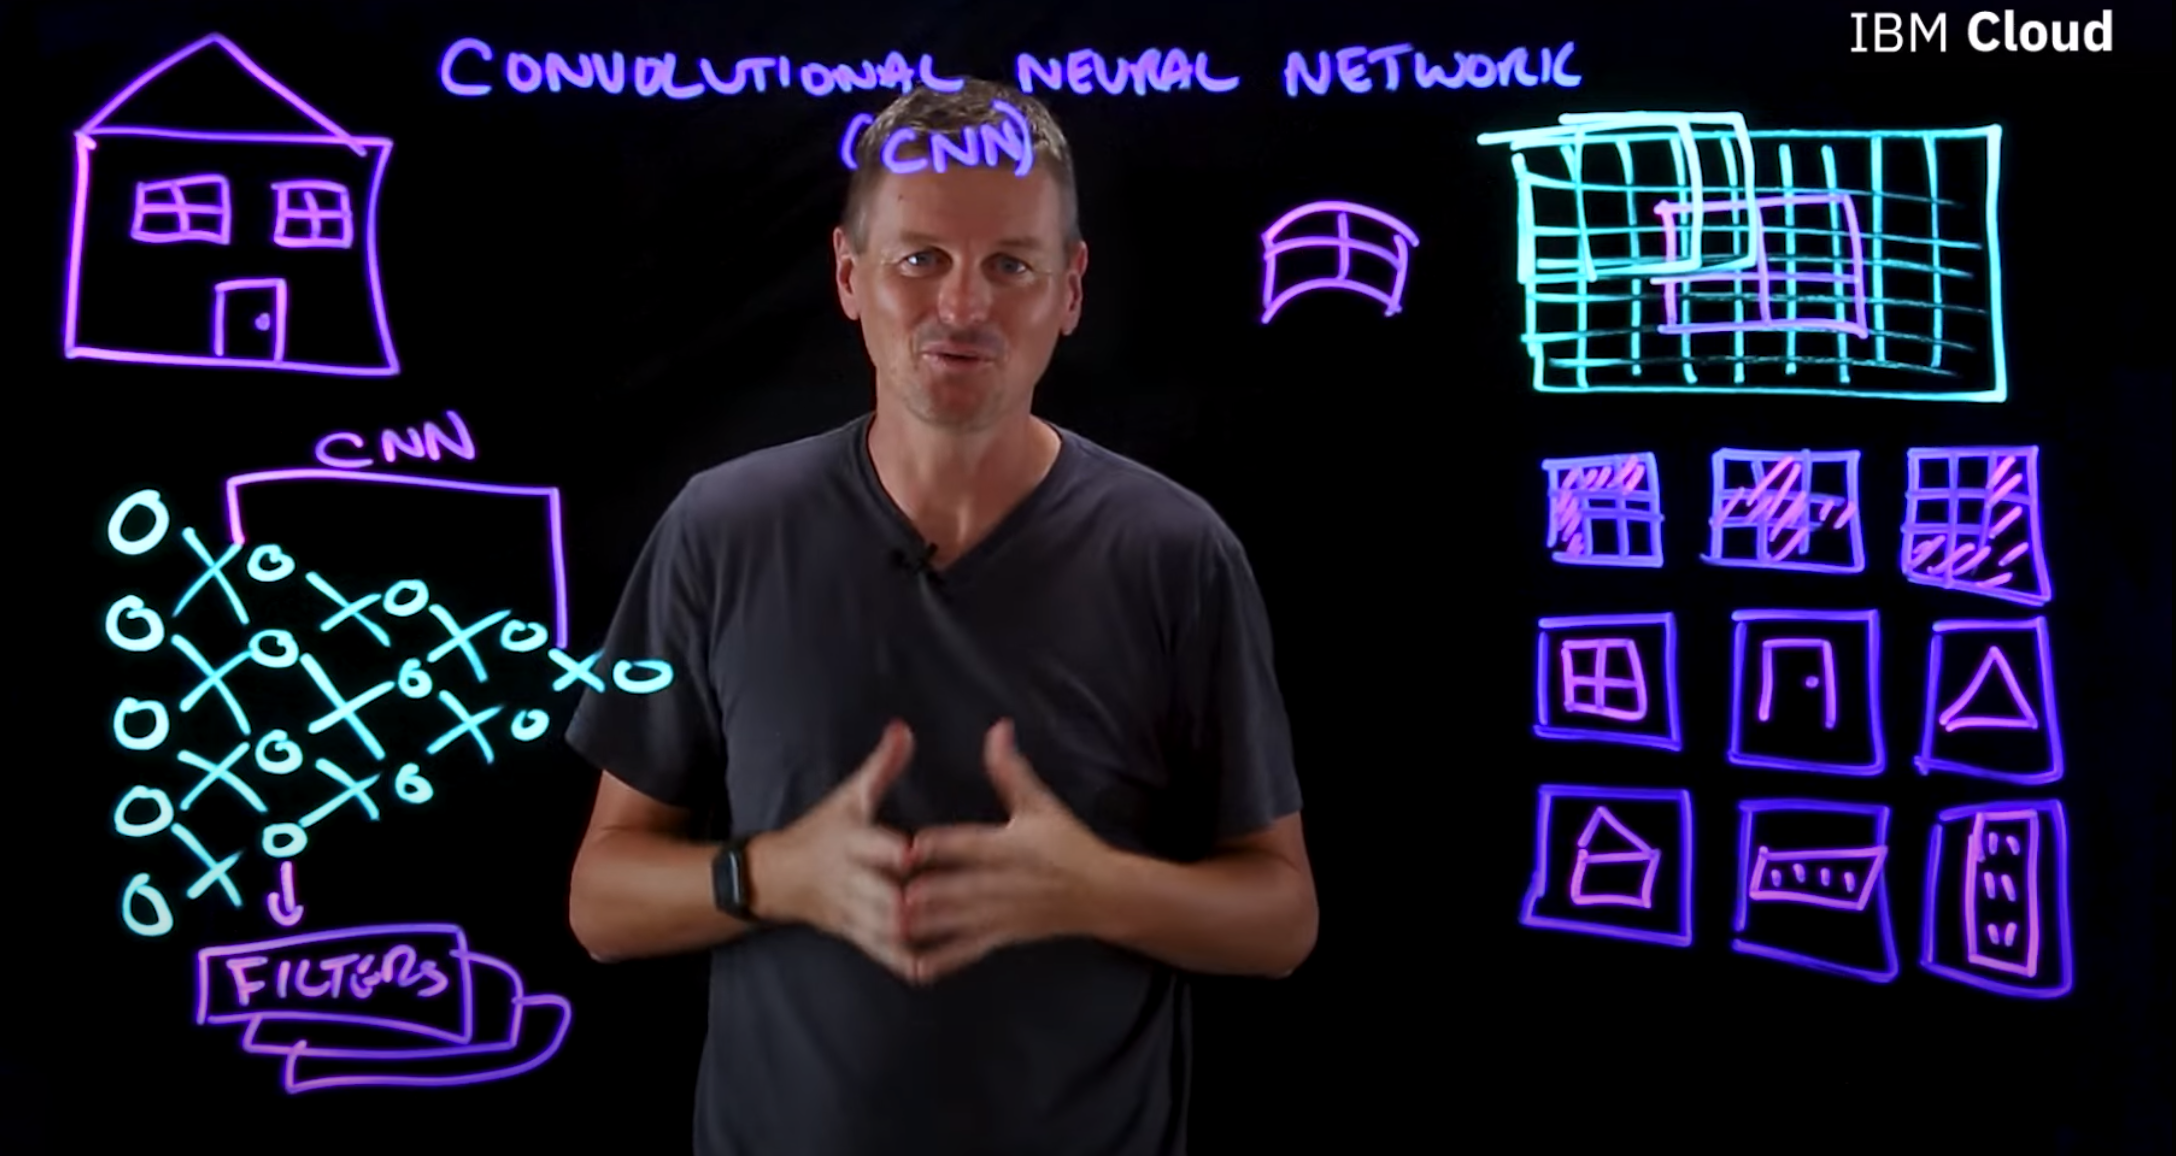 IBM Cloud
CONVOLUTIONAL NEURAL NETWORK
(CNN)
CNN
FILTERS